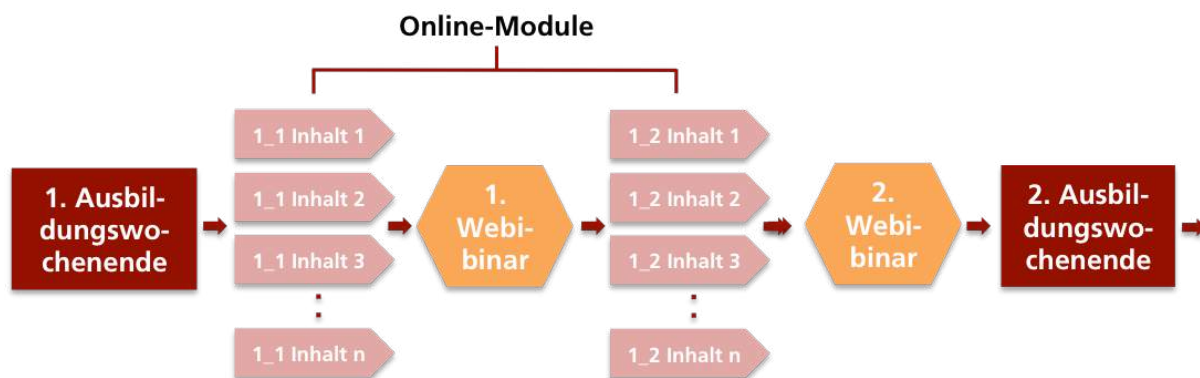 Online-Module
1. Ausbil-
dungswo-
chenende
1_1 Inhalt 1
1_1 Inhalt 2
1_1 Inhalt 3
1_1 Inhalt n
1.
Webi-
binar
1_2 Inhalt 1
1_2 Inhalt 2
1_2 Inhalt 3
1_2 Inhalt n
2.
Webi-
binar
2. Ausbil-
dungswo-
chenende